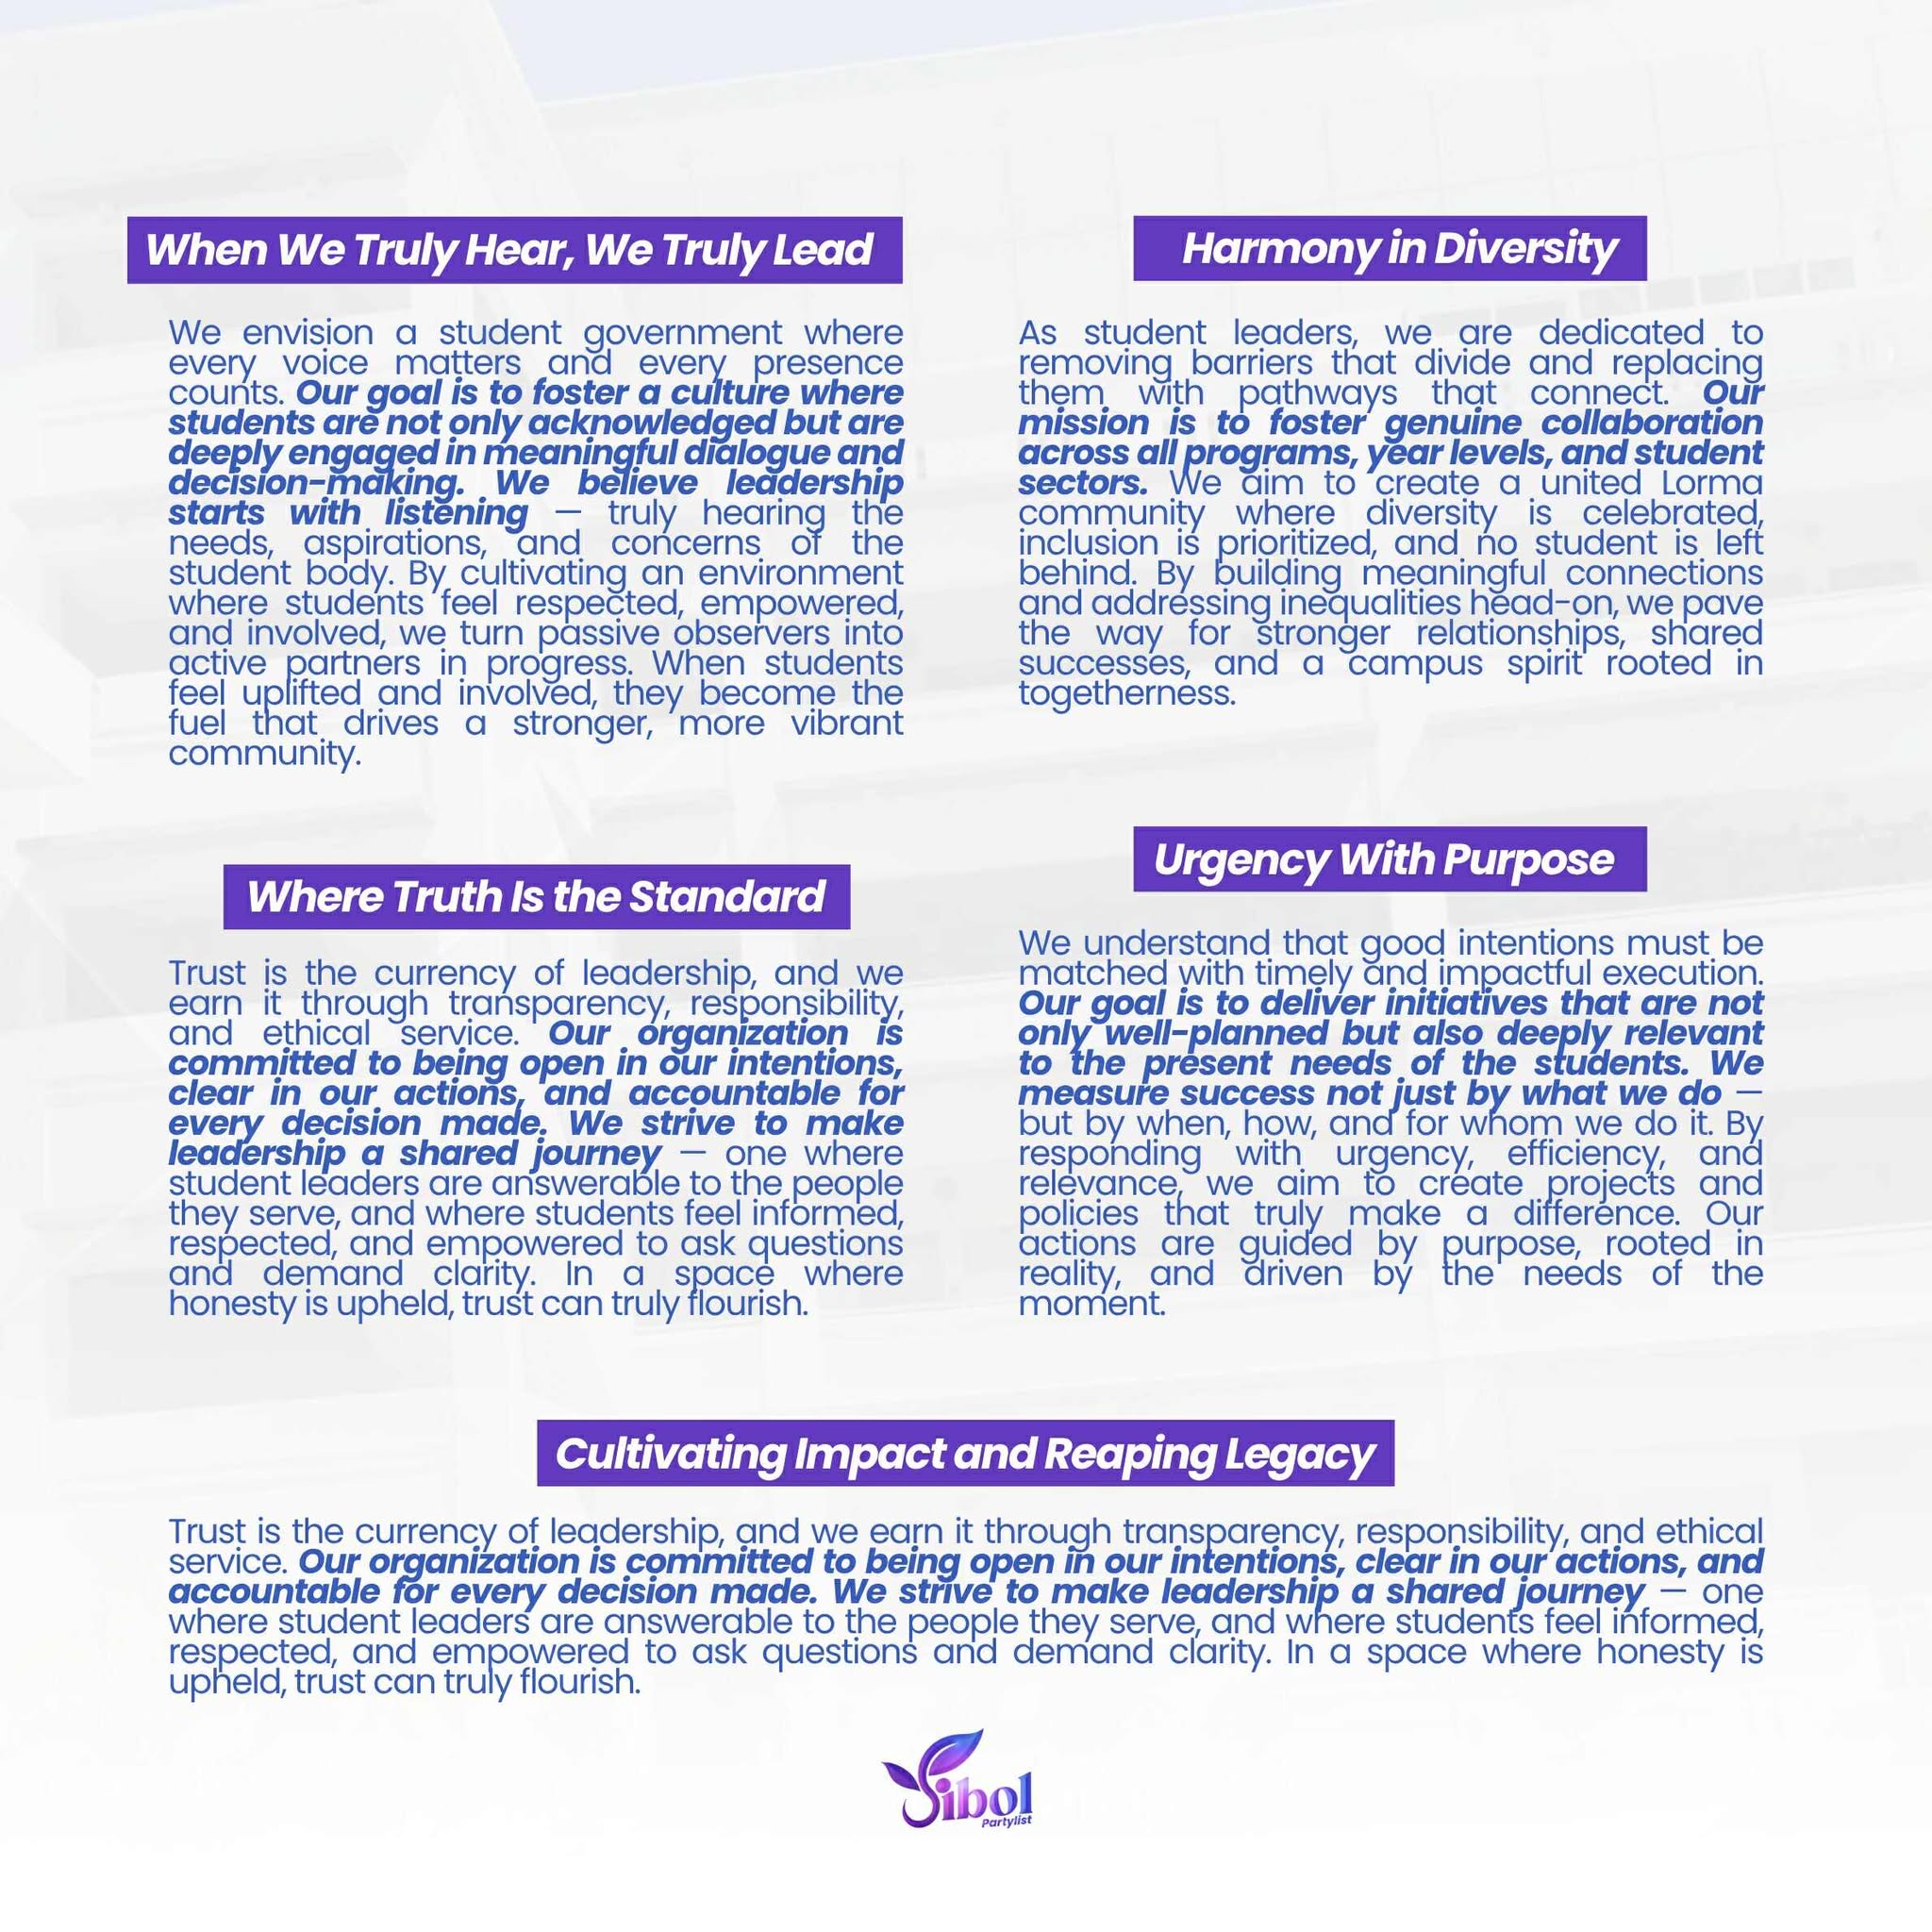 When We Truly Hear, We Truly Lead
We envision a student government where
every voice matters and every presence
counts. Our goal is to foster a culture where
students are not only acknowledged but are
deeply engaged in meaningful dialogue and
decision-making. We believe leadership
starts with listening — truly hearing the
needs, aspirations, and concerns of the
student body. By cultivating an environment
where students feel respected, empowered,
and involved, we turn passive observers into
active partners in progress. When students
feel uplifted and involved, they become the
fuel that drives a stronger, more vibrant
community.
Harmony in Diversity
As student leaders, we are dedicated to
removing barriers that divide and replacing
them with pathways that connect. Our
mission is to foster genuine collaboration
across all programs, year levels, and student
sectors. We aim to create a united Lorma
community where diversity is celebrated,
inclusion is prioritized, and no student is left
behind. By building meaningful connections
and addressing inequalities head-on, we pave
the way for stronger relationships, shared
successes, and a campus spirit rooted in
togetherness.
Where Truth Is the Standard
Trust is the currency of leadership, and we
earn it through transparency, responsibility,
and ethical service. Our organization is
committed to being open in our intentions,
clear in our actions, and accountable for
every decision made. We strive to make
leadership a shared journey — one where
student leaders are answerable to the people
they serve, and where students feel informed,
respected, and empowered to ask questions
and demand clarity. In a space where
honesty is upheld, trust can truly flourish.
Urgency With Purpose
We understand that good intentions must be
matched with timely and impactful execution.
Our goal is to deliver initiatives that are not
only well-planned but also deeply relevant
to the present needs of the students. We
measure success not just by what we do —
but by when, how, and for whom we do it. By
responding with urgency, efficiency, and
relevance, we aim to create projects and
policies that truly make a difference. Our
actions are guided by purpose, rooted in
reality, and driven by the needs of the
moment.
Cultivating Impact and Reaping Legacy
Trust is the currency of leadership, and we earn it through transparency, responsibility, and ethical
service. Our organization is committed to being open in our intentions, clear in our actions, and
accountable for every decision made. We strive to make leadership a shared journey — one
where student leaders are answerable to the people they serve, and where students feel informed,
respected, and empowered to ask questions and demand clarity. In a space where honesty is
upheld, trust can truly flourish.
Sibol
Partylist